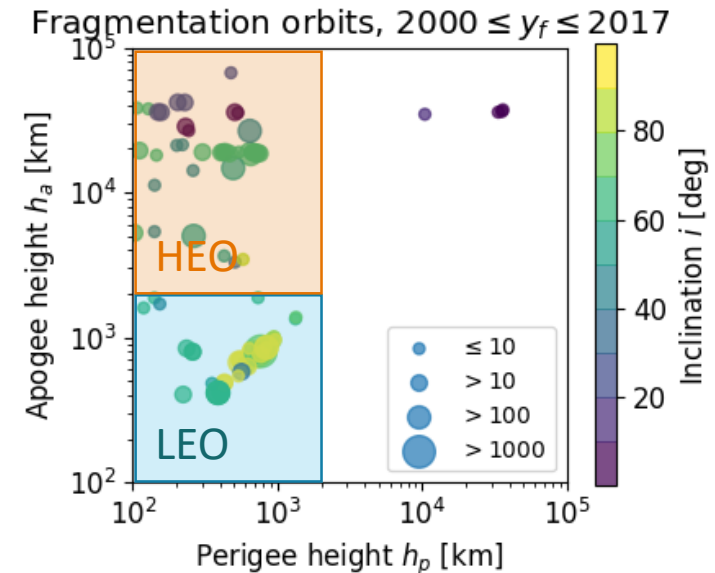 Fragmentation orbits, 2000 ≤ y_f ≤ 2017
10^5
10^4
10^3
10^2
Apogee height h_a [km]
HEO
LEO
≤ 10
> 10
> 100
> 1000
10^2 10^3 10^4 10^5
Perigee height h_p [km]
80
60
40
20
Inclination i [deg]